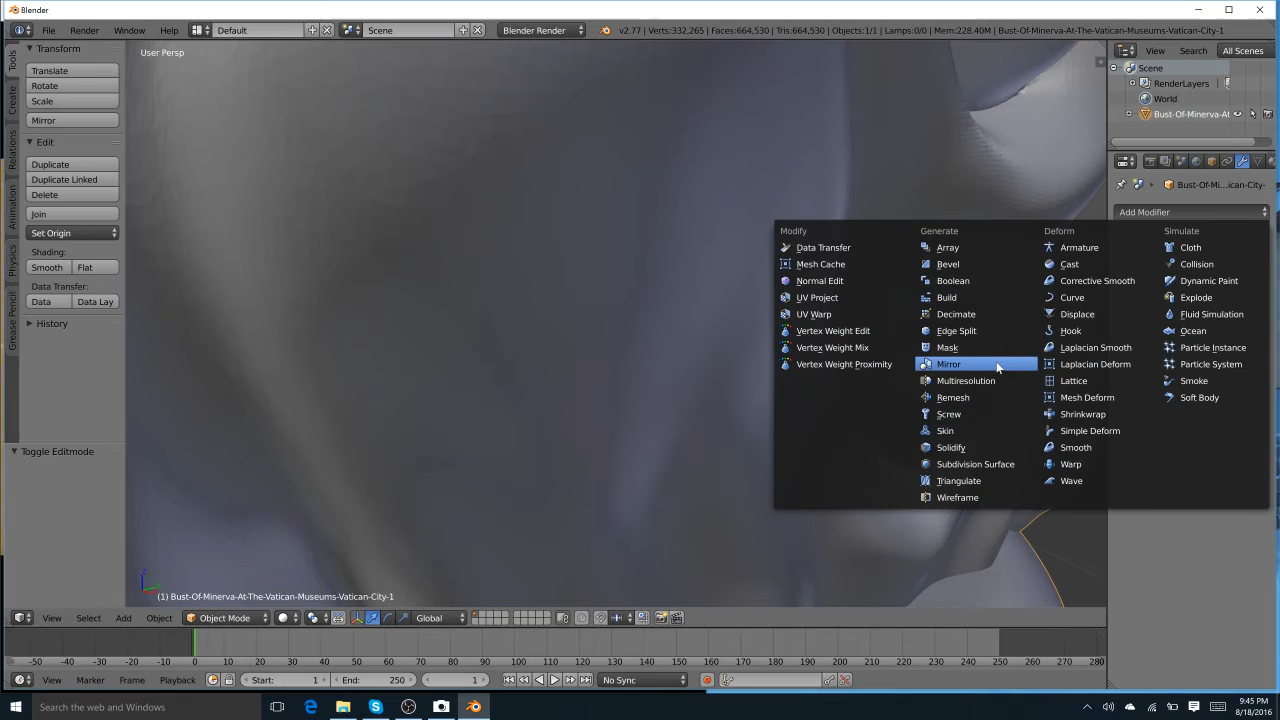 Blender
File Render Window Help Default Scene Blender Render v2.77 | Verts:332,265 | Faces:664,530 | Tris:664,530 | Objects:1/1 | Lamps:0/0 | Mem:228.40M | Bust-Of-Minerva-At-The-Vatican-Museums-Vatican-City-1
View Search All Scenes
Tools
Create
Relations
Animation
Physics
Grease Pencil
Transform
Translate
Rotate
Scale
Mirror
Edit
Duplicate
Duplicate Linked
Delete
Join
Set Origin
Shading:
Smooth Flat
Data Transfer:
Data Data Lay
History
Toggle Editmode
User Persp
Scene
RenderLayers
World
Bust-Of-Minerva-At
Bust-Of-Mi...ican-City-
Add Modifier
Modify
Data Transfer
Mesh Cache
Normal Edit
UV Project
UV Warp
Vertex Weight Edit
Vertex Weight Mix
Vertex Weight Proximity
Generate
Array
Bevel
Boolean
Build
Decimate
Edge Split
Mask
Mirror
Multiresolution
Remesh
Screw
Skin
Solidify
Subdivision Surface
Triangulate
Wireframe
Deform
Armature
Cast
Corrective Smooth
Curve
Displace
Hook
Laplacian Smooth
Laplacian Deform
Lattice
Mesh Deform
Shrinkwrap
Simple Deform
Smooth
Warp
Wave
Simulate
Cloth
Collision
Dynamic Paint
Explode
Fluid Simulation
Ocean
Particle Instance
Particle System
Smoke
Soft Body
(1) Bust-Of-Minerva-At-The-Vatican-Museums-Vatican-City-1
View Select Add Object Object Mode Global
-50 -40 -30 -20 -10 0 10 20 30 40 50 60 70 80 90 100 110 120 130 140 150 160 170 180 190 200 210 220 230 240 250 260 270 280
View Marker Frame Playback Start: 1 End: 250 1 No Sync
Search the web and Windows
9:45 PM
8/18/2016